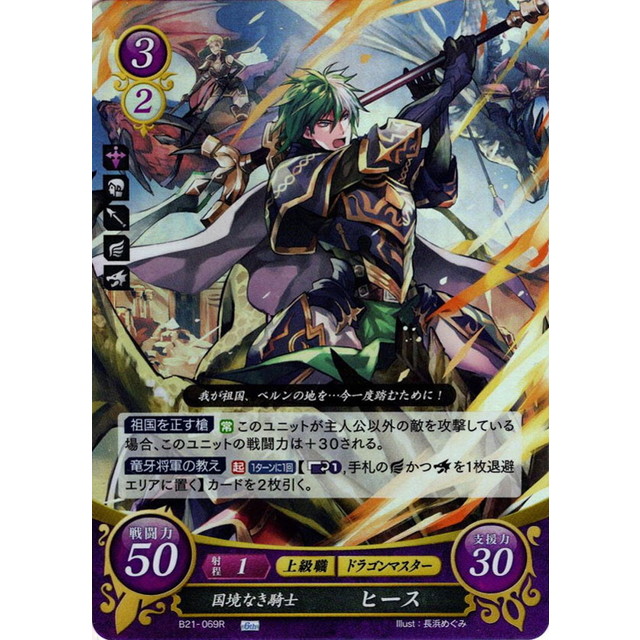 3
2
我が祖国、ベルンの地を…今一度踏むために!
祖国を正す槍 常 このユニットが主人公以外の敵を攻撃している
場合、このユニットの戦闘力は+30される。
竜牙将軍の教え 起 1ターンに1回【 1,手札の かつ を1枚退避
エリアに置く】カードを2枚引く。
戦闘力
50
射程 1
上級職 ドラゴンマスター
支援力
30
国境なき騎士 ヒース
B21-069R Illust:長浜めぐみ